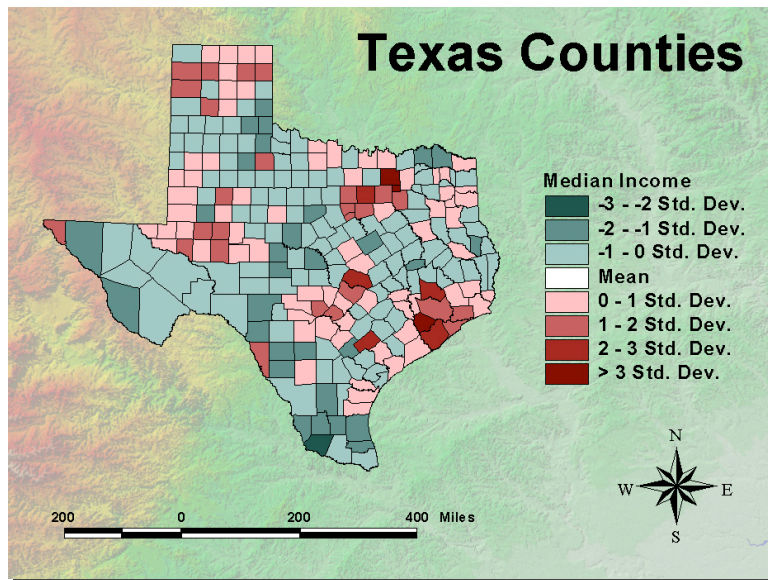 Texas Counties
Median Income
-3 - -2 Std. Dev.
-2 - -1 Std. Dev.
-1 - 0 Std. Dev.
Mean
0 - 1 Std. Dev.
1 - 2 Std. Dev.
2 - 3 Std. Dev.
> 3 Std. Dev.
N
W E
S
200 0 200 400 Miles